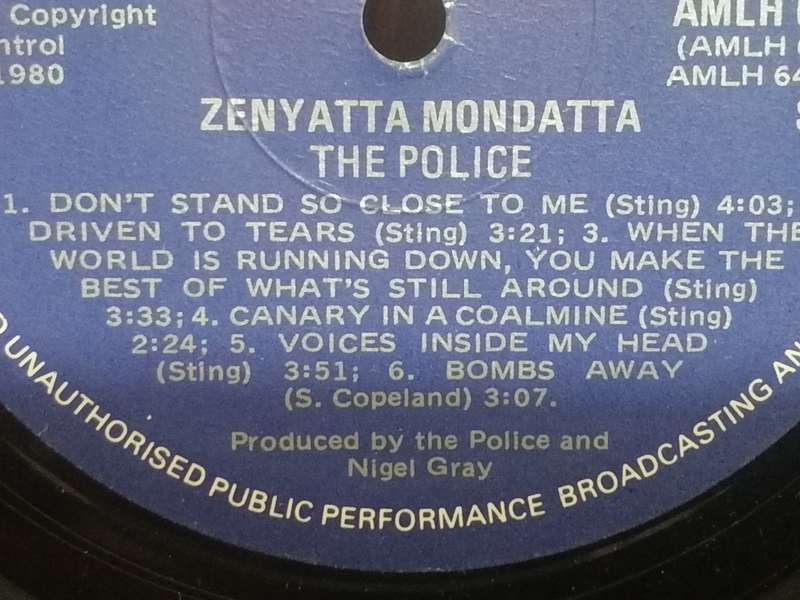 Copyright
ntrol
1980
AMLH
(AMLH
AMLH 64
ZENYATTA MONDATTA
THE POLICE
1. DON'T STAND SO CLOSE TO ME (Sting) 4:03;
DRIVEN TO TEARS (Sting) 3:21; 3. WHEN THE
WORLD IS RUNNING DOWN, YOU MAKE THE
BEST OF WHAT'S STILL AROUND (Sting)
3:33; 4. CANARY IN A COALMINE (Sting)
2:24; 5. VOICES INSIDE MY HEAD
(Sting) 3:51; 6. BOMBS AWAY
(S. Copeland) 3:07.
Produced by the Police and
Nigel Gray
UNAUTHORISED PUBLIC PERFORMANCE BROADCASTING AN